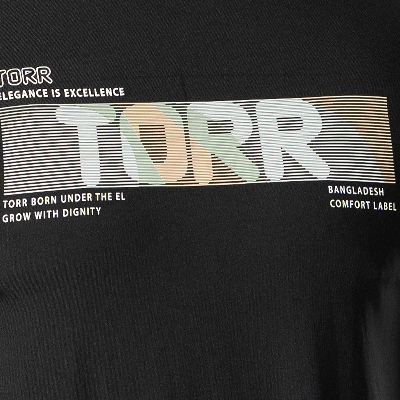 TORR
ELEGANCE IS EXCELLENCE
TORR
TORR BORN UNDER THE EL
GROW WITH DIGNITY
BANGLADESH
COMFORT LABEL